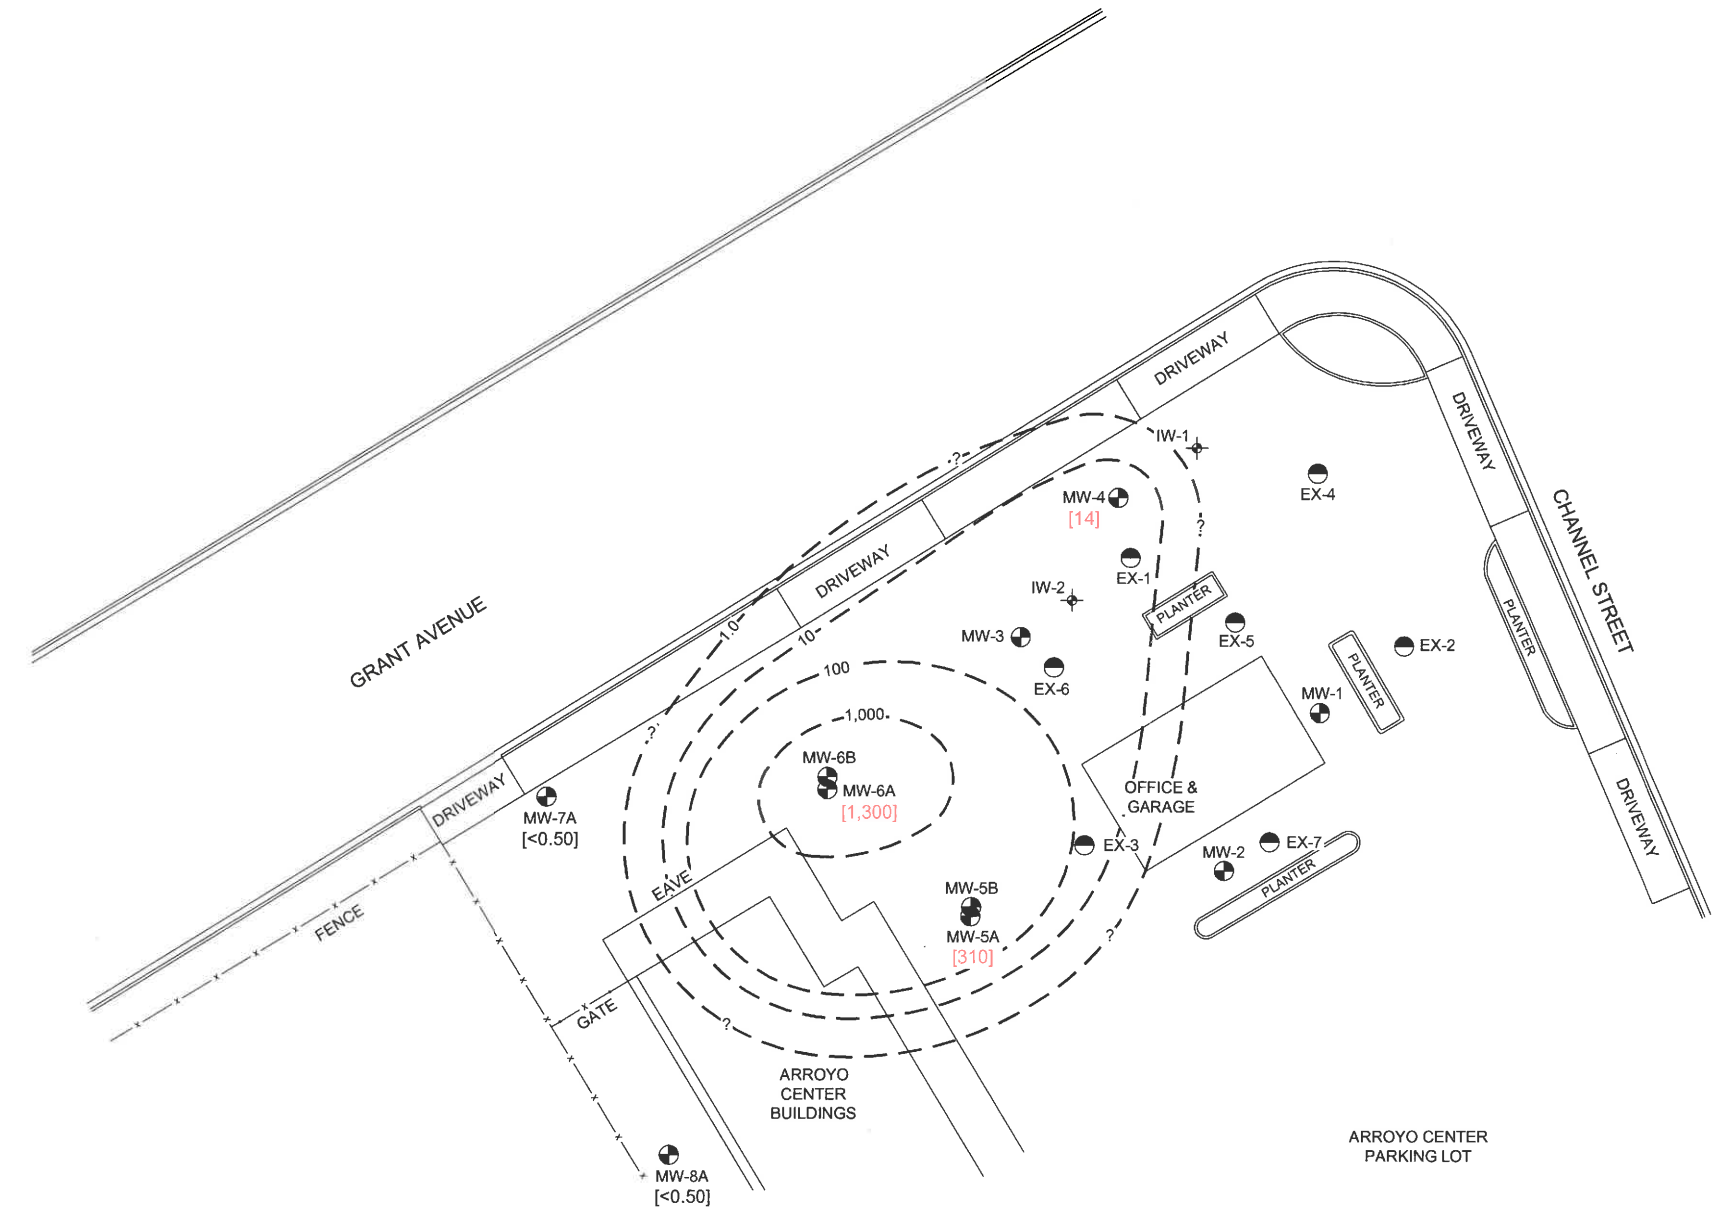 DRIVEWAY
IW-1
?
DRIVEWAY
EX-4
MW-4
[14]
?
CHANNEL STREET
DRIVEWAY
EX-1
IW-2
PLANTER
GRANT AVENUE
1.0
10
MW-3
EX-5
PLANTER
EX-2
100
EX-6
PLANTER
MW-1
1,000
?
MW-6B
MW-6A
[1,300]
DRIVEWAY
MW-7A
[<0.50]
OFFICE &
GARAGE
DRIVEWAY
EX-3
EX-7
MW-2
PLANTER
EAVE
MW-5B
MW-5A
[310]
?
FENCE
GATE
?
ARROYO
CENTER
BUILDINGS
ARROYO CENTER
PARKING LOT
MW-8A
[<0.50]